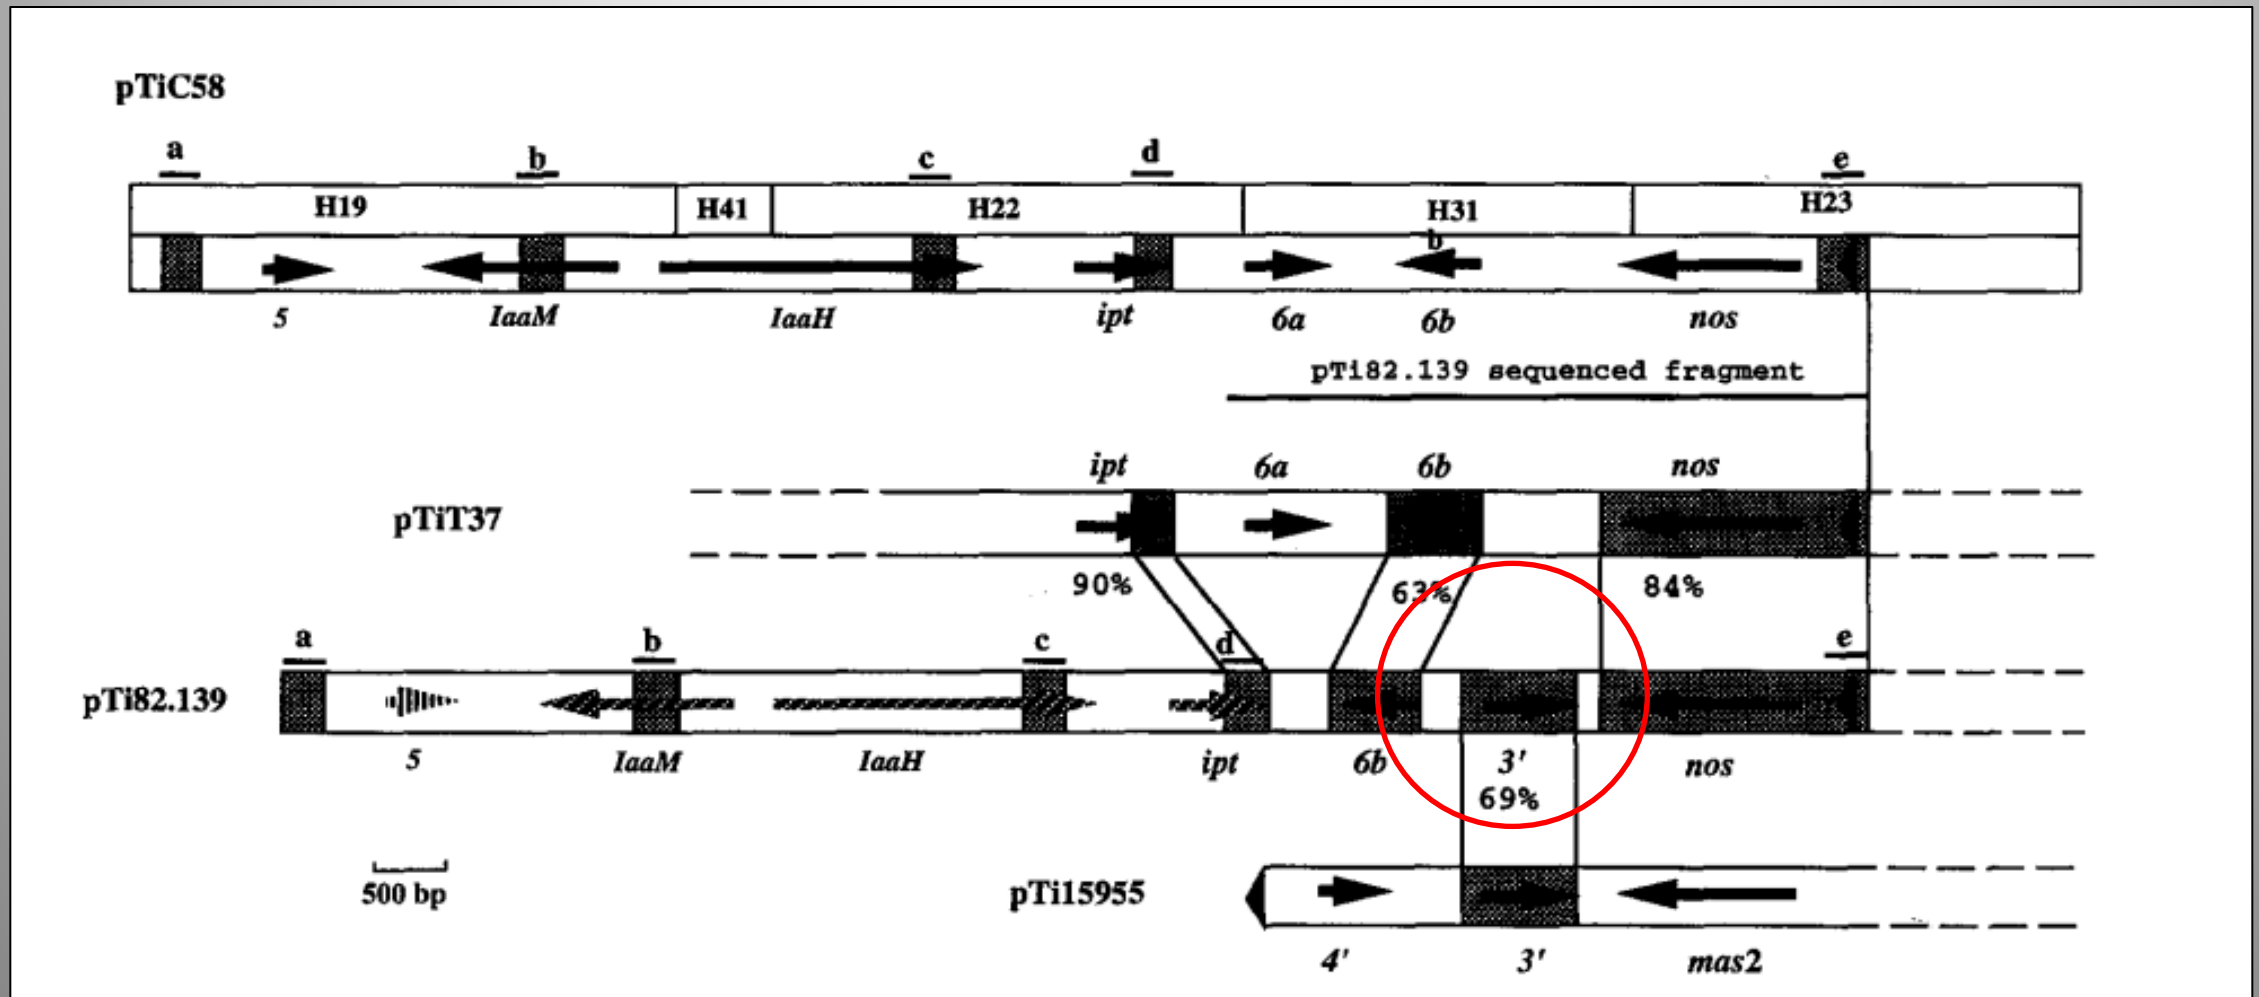 pTiC58
a b c d e
H19 H41 H22 H31 H23
b
5 IaaM IaaH ipt 6a 6b nos
pTi82.139 sequenced fragment
ipt 6a 6b nos
pTiT37
90% 63% 84%
a b c d e
pTi82.139
5 IaaM IaaH ipt 6b 3' nos
69%
500 bp
pTi15955
4' 3' mas2